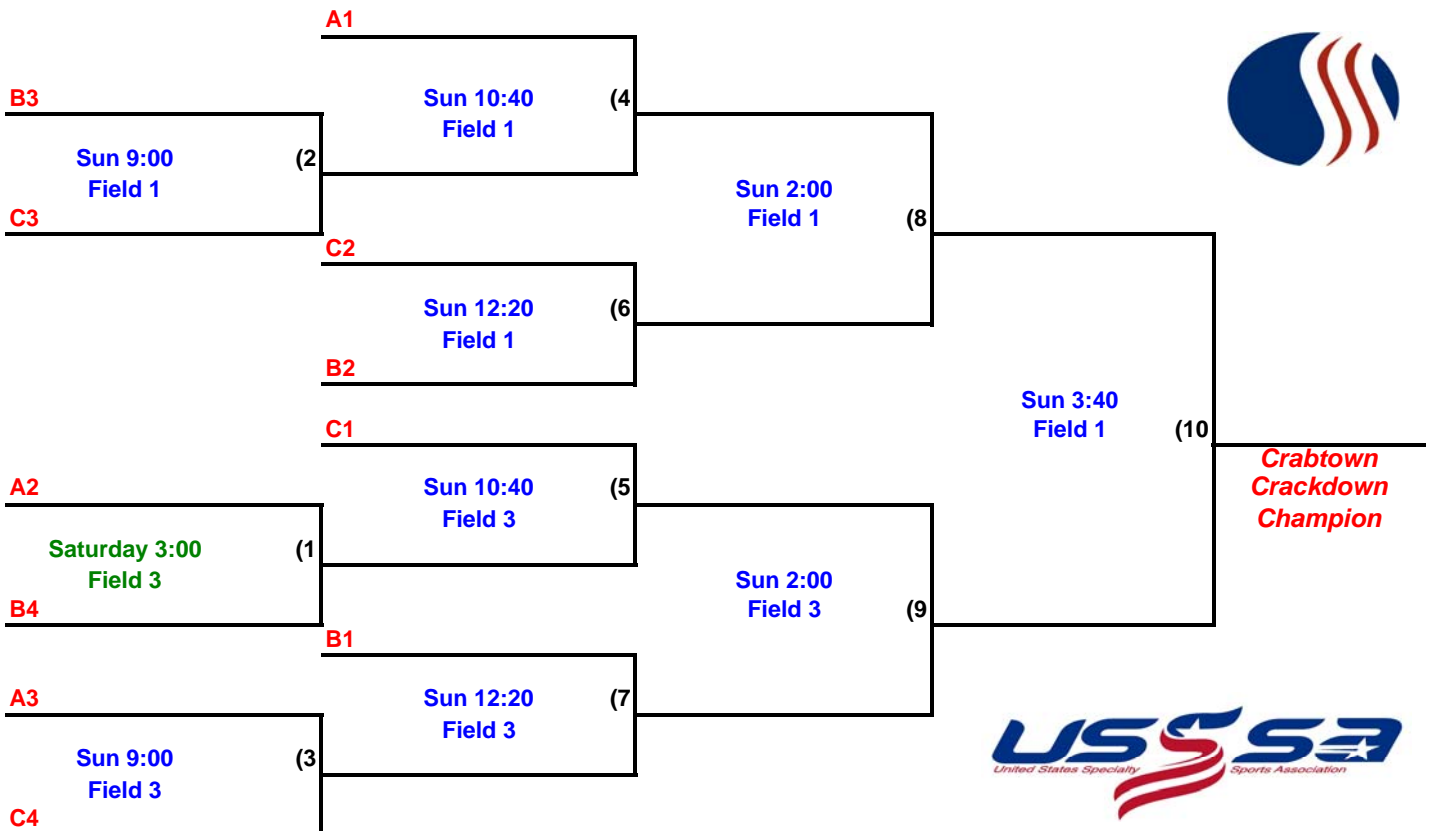 A1
B3
Sun 10:40 (4
Field 1
Sun 9:00 (2
Field 1
Sun 2:00
Field 1 (8
C3
C2
Sun 12:20 (6
Field 1
B2
Sun 3:40
Field 1 (10
C1
Crabtown
Crackdown
Champion
A2
Sun 10:40 (5
Field 3
Saturday 3:00 (1
Field 3
Sun 2:00
Field 3 (9
B4
B1
A3
Sun 12:20 (7
Field 3
Sun 9:00 (3
Field 3
C4
USSSA
United States Specialty Sports Association